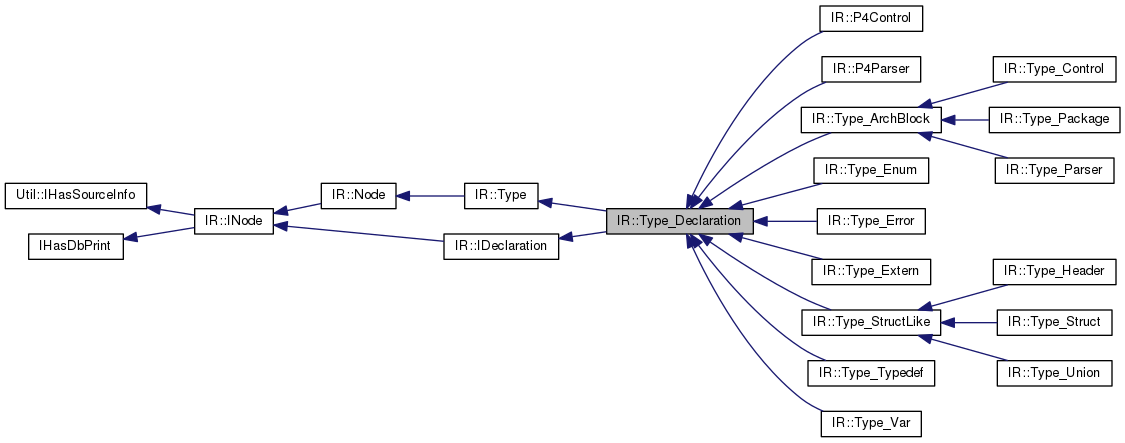 IR::P4Control
IR::P4Parser
IR::Type_Control
IR::Type_ArchBlock
IR::Type_Package
IR::Type_Enum
IR::Type_Parser
Util::IHasSourceInfo
IR::Node
IR::Type
IR::INode
IR::Type_Declaration
IR::Type_Error
IHasDbPrint
IR::IDeclaration
IR::Type_Extern
IR::Type_Header
IR::Type_StructLike
IR::Type_Struct
IR::Type_Typedef
IR::Type_Union
IR::Type_Var